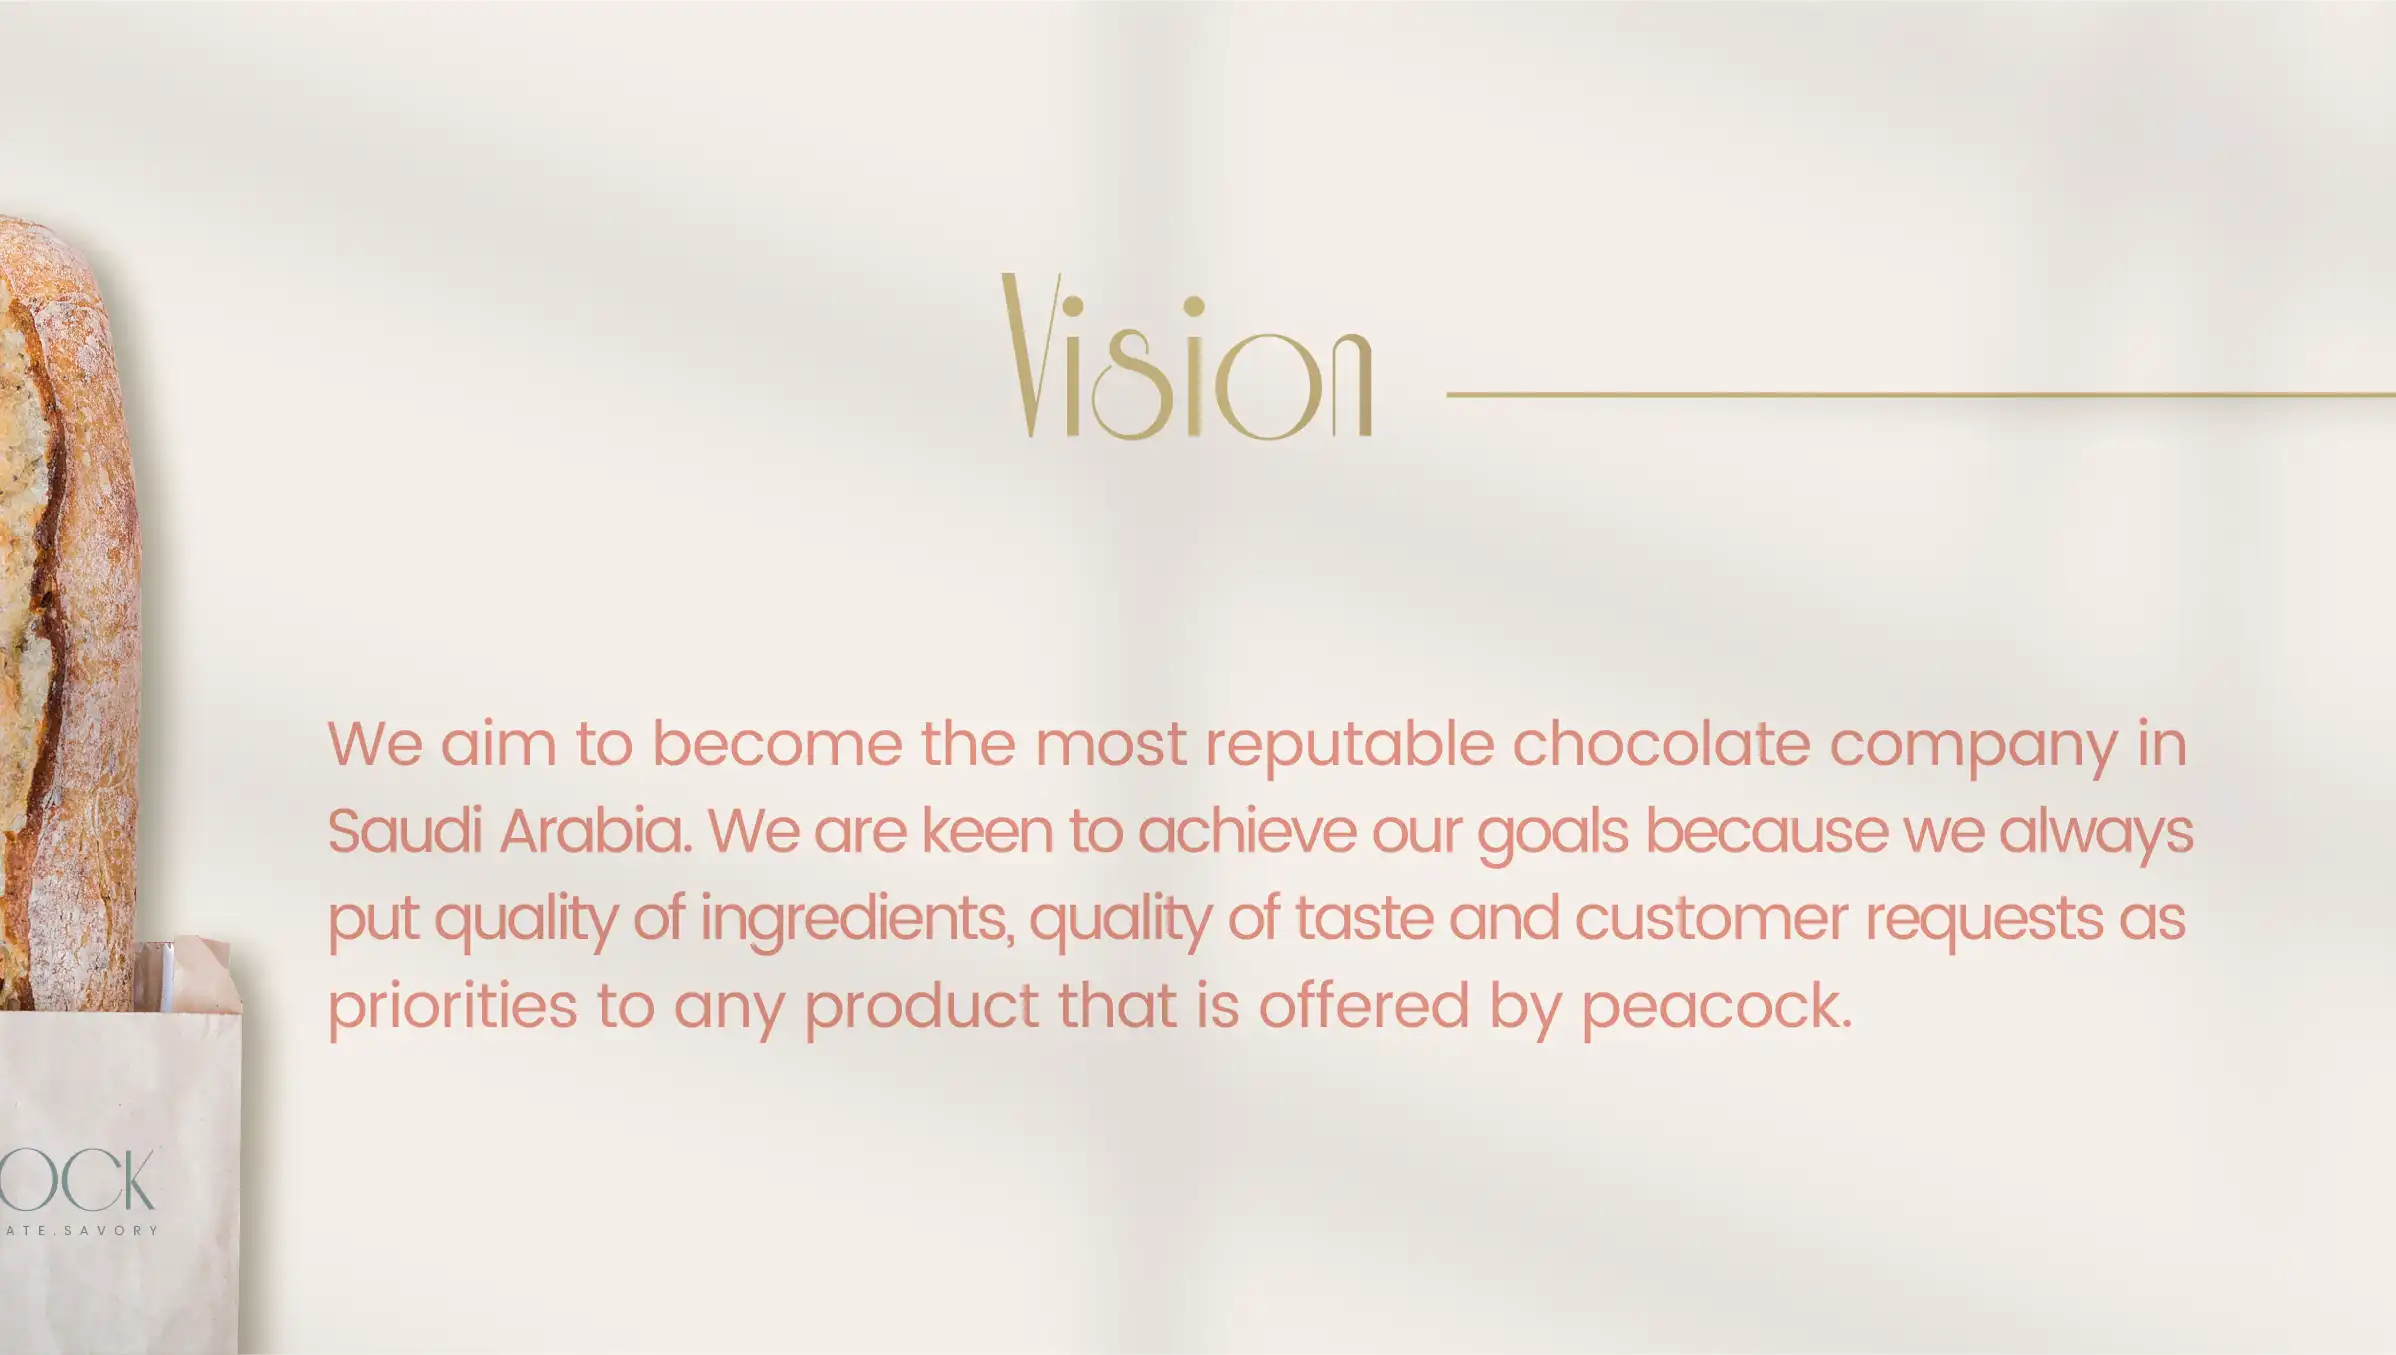 Vision
We aim to become the most reputable chocolate company in
Saudi Arabia. We are keen to achieve our goals because we always
put quality of ingredients, quality of taste and customer requests as
priorities to any product that is offered by peacock.
OCK
ATE.SAVORY